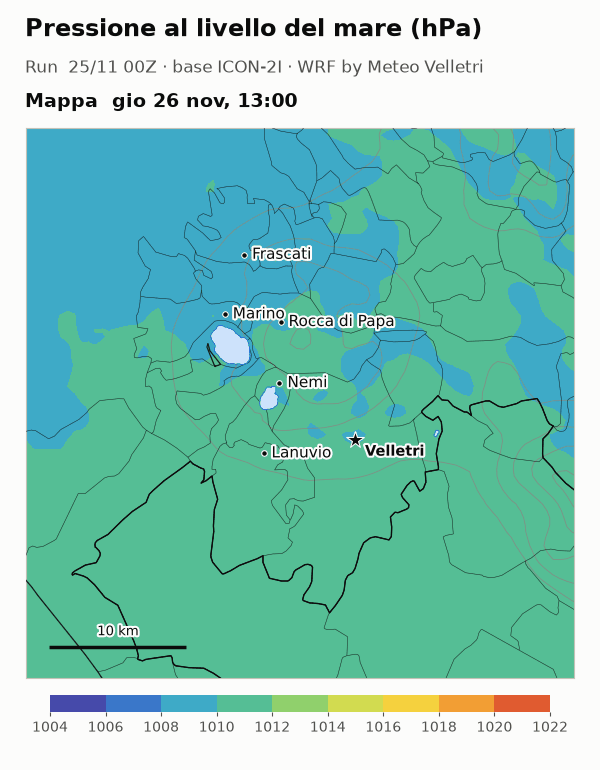 Pressione al livello del mare (hPa)
Run  25/11 00Z · base ICON-2I · WRF by Meteo Velletri
Mappa  gio 26 nov, 13:00
Frascati
Marino
Rocca di Papa
Nemi
Lanuvio
Velletri
10 km
1004 1006 1008 1010 1012 1014 1016 1018 1020 1022